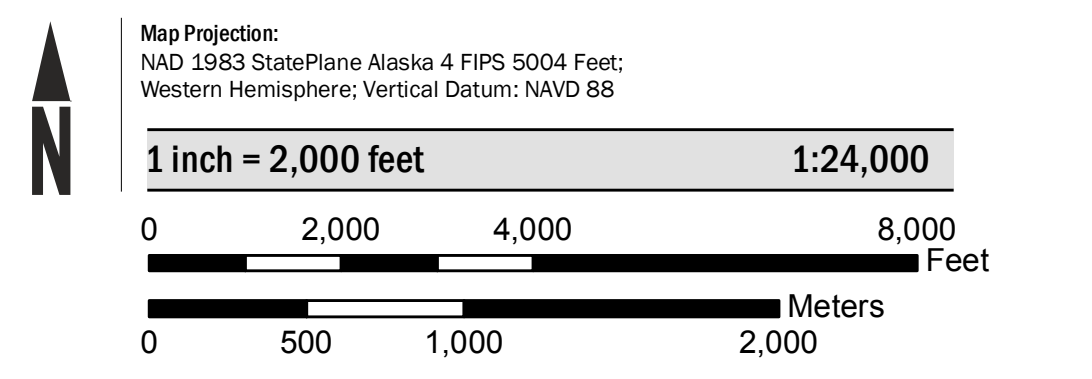 N
Map Projection:
NAD 1983 StatePlane Alaska 4 FIPS 5004 Feet;
Western Hemisphere; Vertical Datum: NAVD 88
1 inch = 2,000 feet 1:24,000
0 2,000 4,000 8,000
Feet
Meters
0 500 1,000 2,000